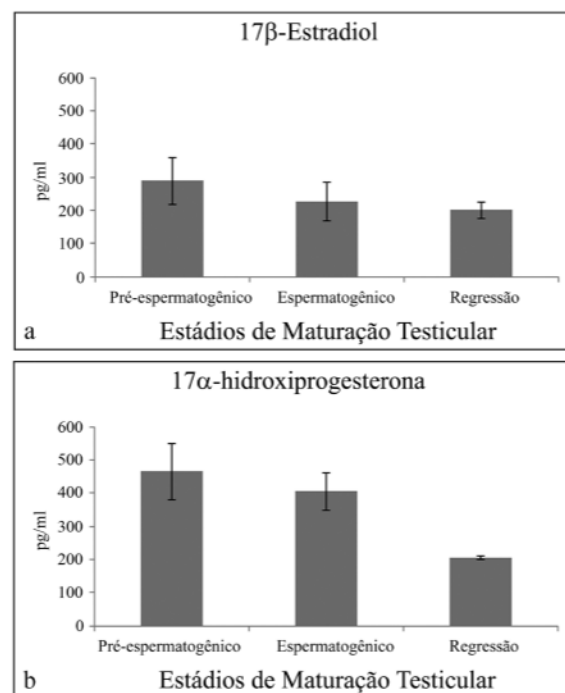 17β-Estradiol
600
500
400
300
200
100
0
pg/ml
Pré-espermatogênico Espermatogênico Regressão
a Estádios de Maturação Testicular
17α-hidroxiprogesterona
600
500
400
300
200
100
0
pg/ml
Pré-espermatogênico Espermatogênico Regressão
b Estádios de Maturação Testicular